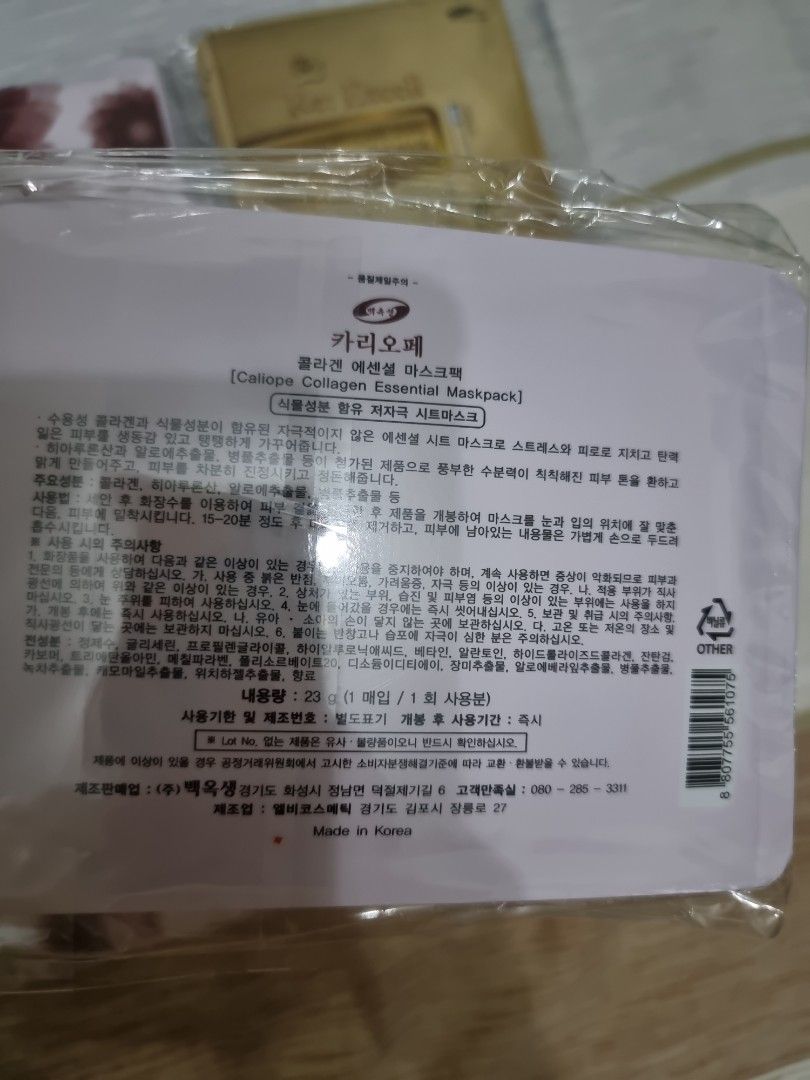 - 품질제일주의 -
백옥생
카리오페
콜라겐 에센셜 마스크팩
[Caliope Collagen Essential Maskpack]
식물성분 함유 저자극 시트마스크
· 수용성 콜라겐과 식물성분이 함유된 자극적이지 않은 에센셜 시트 마스크로 스트레스와 피로로 지치고 탄력
잃은 피부를 생동감 있고 탱탱하게 가꾸어줍니다.
· 히아루론산과 알로에추출물, 병풀추출물 등이 첨가된 제품으로 풍부한 수분력이 칙칙해진 피부 톤을 환하고
맑게 만들어주고, 피부를 차분히 진정시키고 정돈해줍니다.
주요성분 : 콜라겐, 히아루론산, 알로에추출물, 병풀추출물 등
사용법 : 세안 후 화장수를 이용하여 피부 후 제품을 개봉하여 마스크를 눈과 입의 위치에 잘 맞춘
다음, 피부에 밀착시킵니다. 15-20분 정도 후 제거하고, 피부에 남아있는 내용물은 가볍게 손으로 두드려
흡수시킵니다.
※ 사용 시의 주의사항
1. 화장품을 사용하여 다음과 같은 이상이 있는 경우 사용을 중지하여야 하며, 계속 사용하면 증상이 악화되므로 피부과
전문의 등에게 상담하십시오. 가. 사용 중 붉은 반점, 부어오름, 가려움증, 자극 등의 이상이 있는 경우. 나. 적용 부위가 직사
광선에 의하여 위와 같은 이상이 있는 경우. 2. 상처가 있는 부위, 습진 및 피부염 등의 이상이 있는 부위에는 사용을 하지
마십시오. 3. 눈 주위를 피하여 사용하십시오. 4. 눈에 들어갔을 경우에는 즉시 씻어내십시오. 5. 보관 및 취급 시의 주의사항.
가. 개봉 후에는 즉시 사용하십시오. 나. 유아 · 소아의 손이 닿지 않는 곳에 보관하십시오. 다. 고온 또는 저온의 장소 및
직사광선이 닿는 곳에는 보관하지 마십시오. 6. 붙이는 반창고나 습포에 자극이 심한 분은 주의하십시오.
전성분 : 정제수, 글리세린, 프로필렌글라이콜, 하이알루로닉애씨드, 베타인, 알란토인, 하이드롤라이즈드콜라겐, 잔탄검,
카보머, 트리에탄올아민, 메칠파라벤, 폴리소르베이트20, 디소듐이디티에이, 장미추출물, 알로에베라잎추출물, 병풀추출물,
녹차추출물, 캐모마일추출물, 위치하젤추출물, 향료
내용량 : 23 g (1 매입 / 1 회 사용분)
사용기한 및 제조번호 : 별도표기 개봉 후 사용기간 : 즉시
※ Lot No. 없는 제품은 유사 · 불량품이오니 반드시 확인하십시오.
제품에 이상이 있을 경우 공정거래위원회에서 고시한 소비자분쟁해결기준에 따라 교환 · 환불받을 수 있습니다.
제조판매업 : (주) 백옥생 경기도 화성시 정남면 덕절제기길 6 고객만족실 : 080 - 285 - 3311
제조업 : 엘비코스메틱 경기도 김포시 장릉로 27
Made in Korea
비닐류
OTHER
8 807755 561075